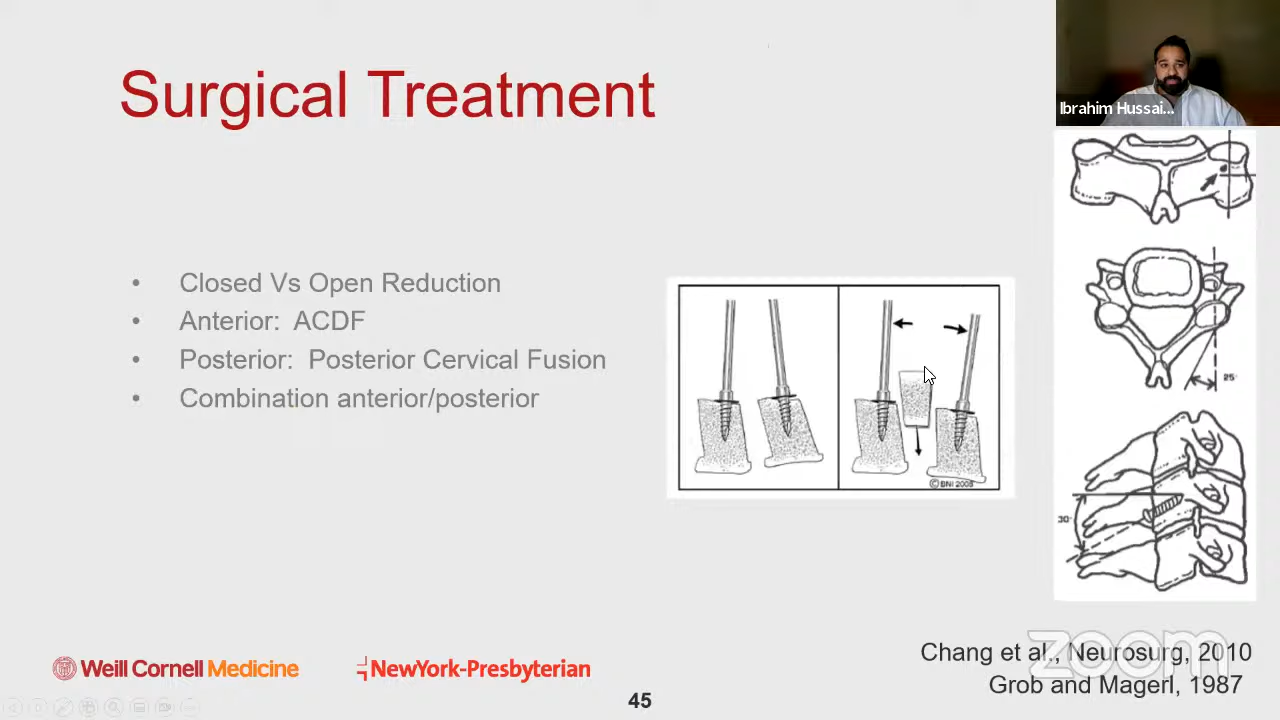 Surgical Treatment
Ibrahim Hussai...
• Closed Vs Open Reduction
• Anterior: ACDF
• Posterior: Posterior Cervical Fusion
• Combination anterior/posterior
©BNI 2008
25°
30°
zoom
Chang et al., Neurosurg, 2010
Grob and Magerl, 1987
Weill Cornell Medicine
NewYork-Presbyterian
45